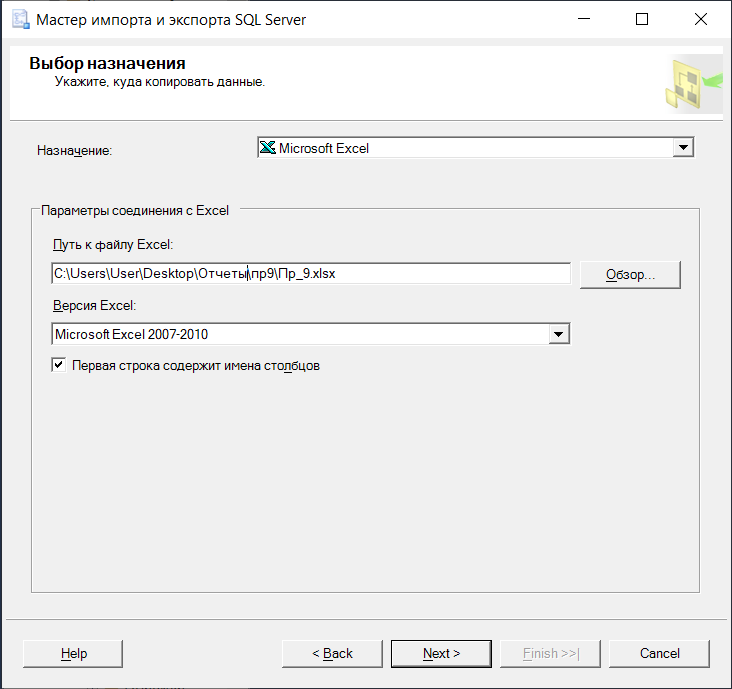 Мастер импорта и экспорта SQL Server
Выбор назначения
Укажите, куда копировать данные.
Назначение:
Microsoft Excel
Параметры соединения с Excel
Путь к файлу Excel:
C:\Users\User\Desktop\Отчеты\пр9\Пр_9.xlsx
Обзор...
Версия Excel:
Microsoft Excel 2007-2010
Первая строка содержит имена столбцов
Help
< Back
Next >
Finish >>|
Cancel